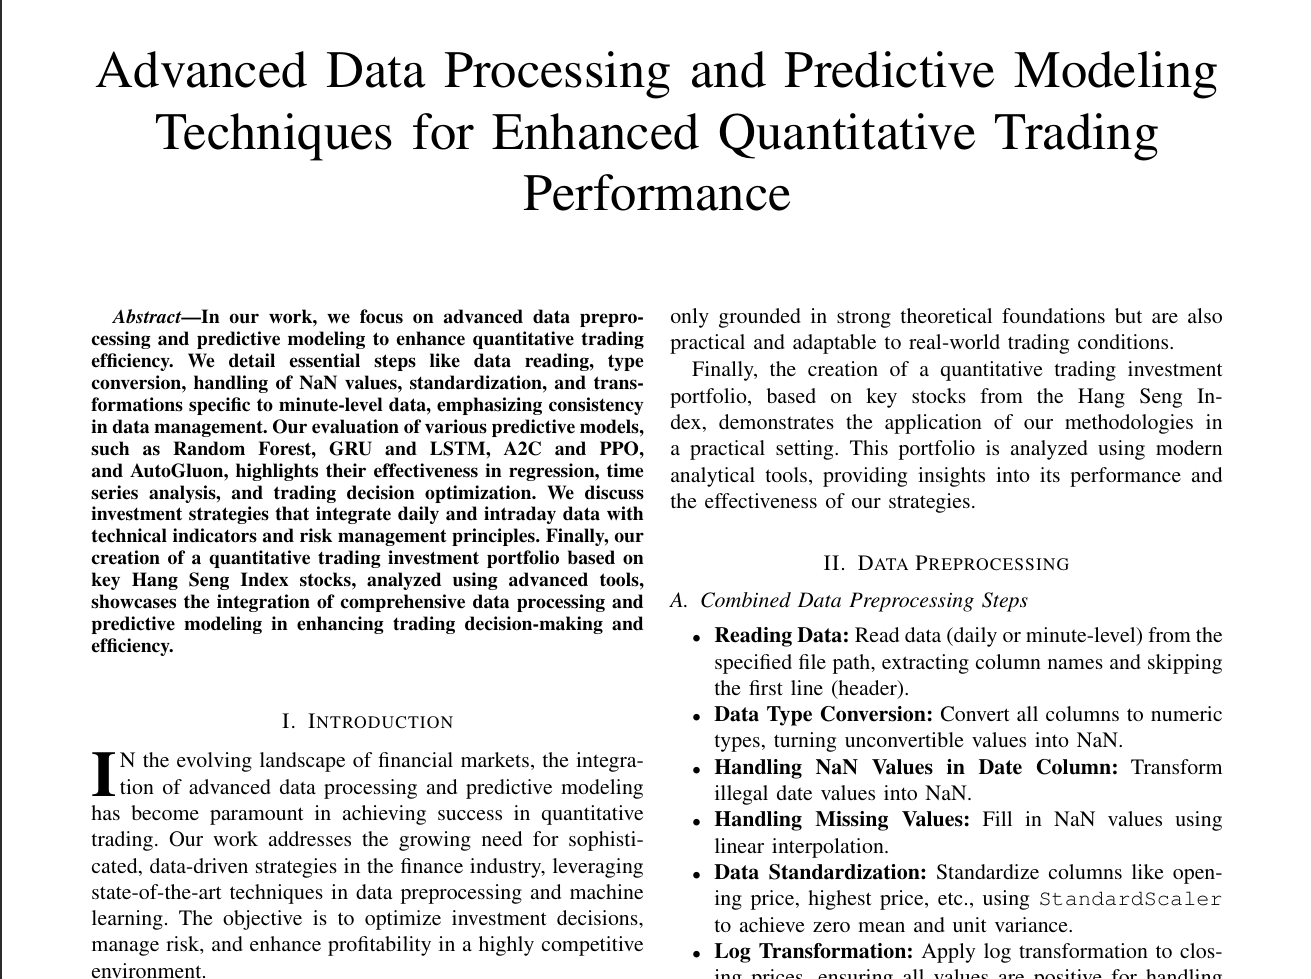 Advanced Data Processing and Predictive Modeling
Techniques for Enhanced Quantitative Trading
Performance
Abstract—In our work, we focus on advanced data prepro-
cessing and predictive modeling to enhance quantitative trading
efficiency. We detail essential steps like data reading, type
conversion, handling of NaN values, standardization, and trans-
formations specific to minute-level data, emphasizing consistency
in data management. Our evaluation of various predictive models,
such as Random Forest, GRU and LSTM, A2C and PPO,
and AutoGluon, highlights their effectiveness in regression, time
series analysis, and trading decision optimization. We discuss
investment strategies that integrate daily and intraday data with
technical indicators and risk management principles. Finally, our
creation of a quantitative trading investment portfolio based on
key Hang Seng Index stocks, analyzed using advanced tools,
showcases the integration of comprehensive data processing and
predictive modeling in enhancing trading decision-making and
efficiency.
I. INTRODUCTION
IN the evolving landscape of financial markets, the integra-
tion of advanced data processing and predictive modeling
has become paramount in achieving success in quantitative
trading. Our work addresses the growing need for sophisti-
cated, data-driven strategies in the finance industry, leveraging
state-of-the-art techniques in data preprocessing and machine
learning. The objective is to optimize investment decisions,
manage risk, and enhance profitability in a highly competitive
environment.
only grounded in strong theoretical foundations but are also
practical and adaptable to real-world trading conditions.
Finally, the creation of a quantitative trading investment
portfolio, based on key stocks from the Hang Seng In-
dex, demonstrates the application of our methodologies in
a practical setting. This portfolio is analyzed using modern
analytical tools, providing insights into its performance and
the effectiveness of our strategies.
II. DATA PREPROCESSING
A. Combined Data Preprocessing Steps
• Reading Data: Read data (daily or minute-level) from the
specified file path, extracting column names and skipping
the first line (header).
• Data Type Conversion: Convert all columns to numeric
types, turning unconvertible values into NaN.
• Handling NaN Values in Date Column: Transform
illegal date values into NaN.
• Handling Missing Values: Fill in NaN values using
linear interpolation.
• Data Standardization: Standardize columns like open-
ing price, highest price, etc., using StandardScaler
to achieve zero mean and unit variance.
• Log Transformation: Apply log transformation to clos-
ing prices, ensuring all values are positive for handling